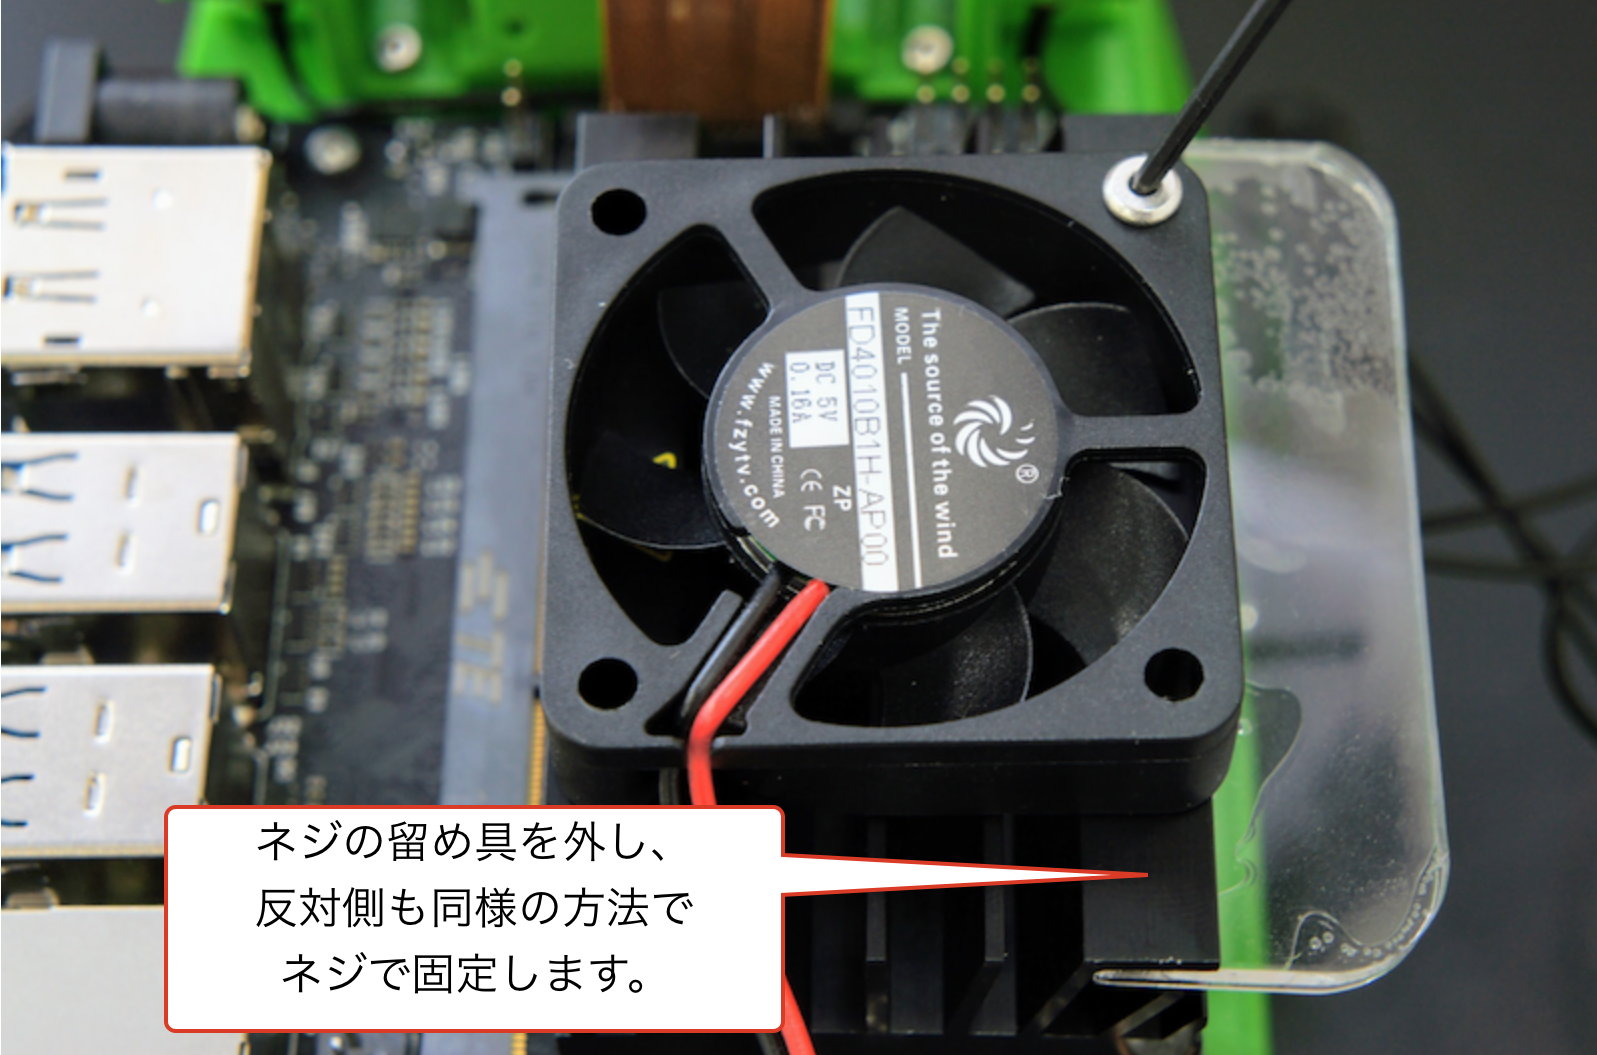 ネジの留め具を外し、
反対側も同様の方法で
ネジで固定します。
The source of the wind
®
MODEL
FD4010B1H-AP00
ZP
DC 5V
0.16A
CE FC
MADE IN CHINA
www.fzytv.com